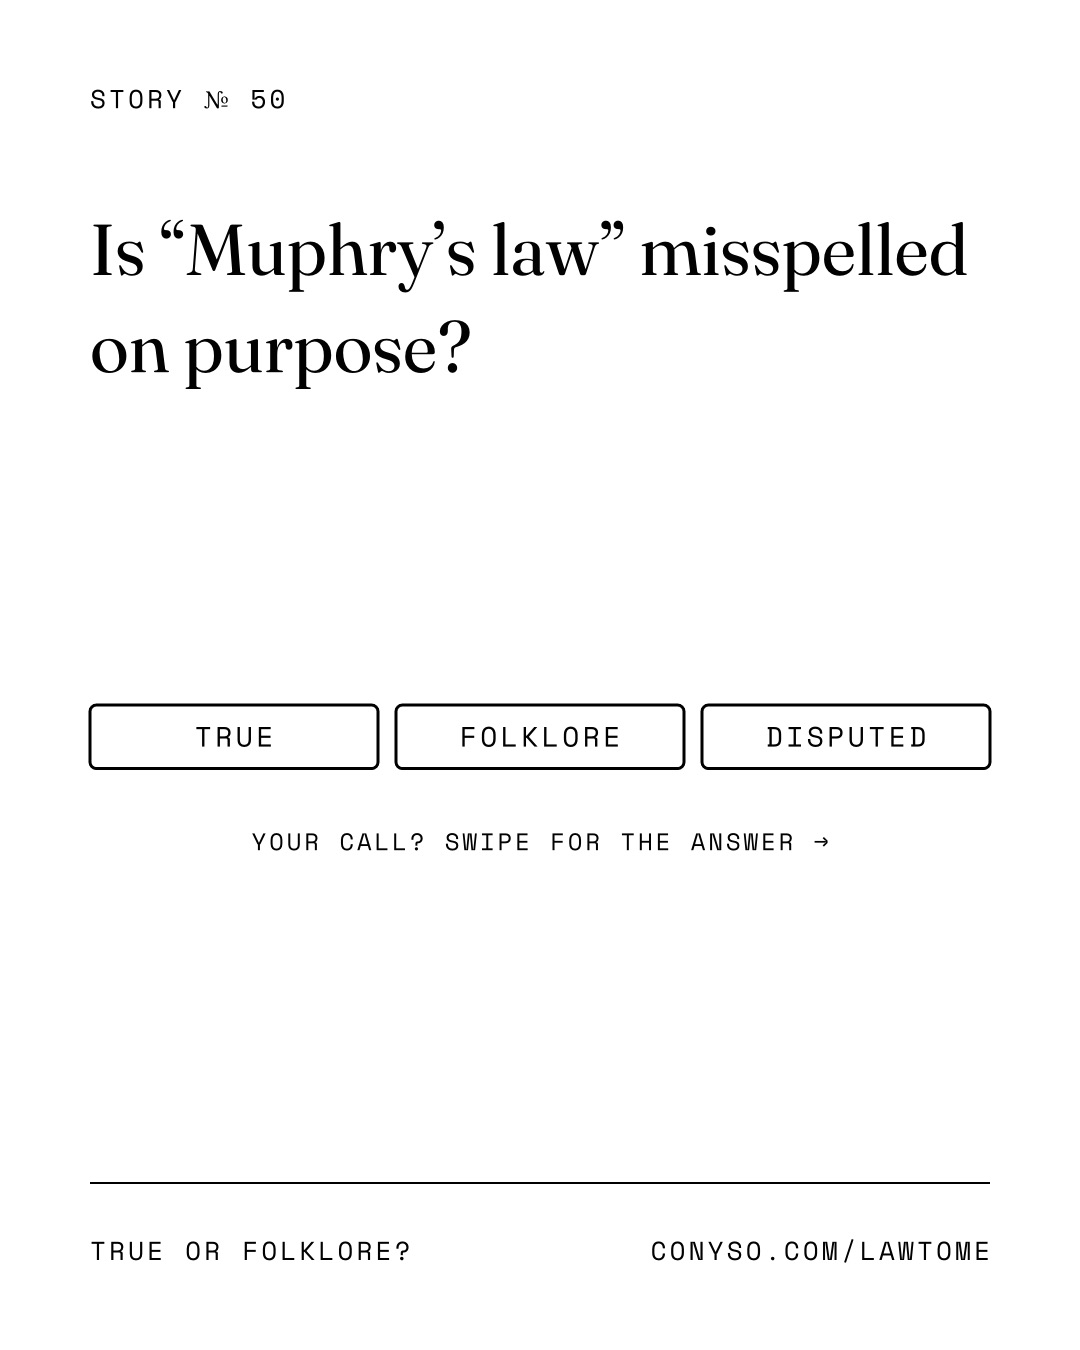 STORY № 50
Is “Muphry’s law” misspelled
on purpose?
TRUE
FOLKLORE
DISPUTED
YOUR CALL? SWIPE FOR THE ANSWER →
TRUE OR FOLKLORE?
CONYSO.COM/LAWTOME